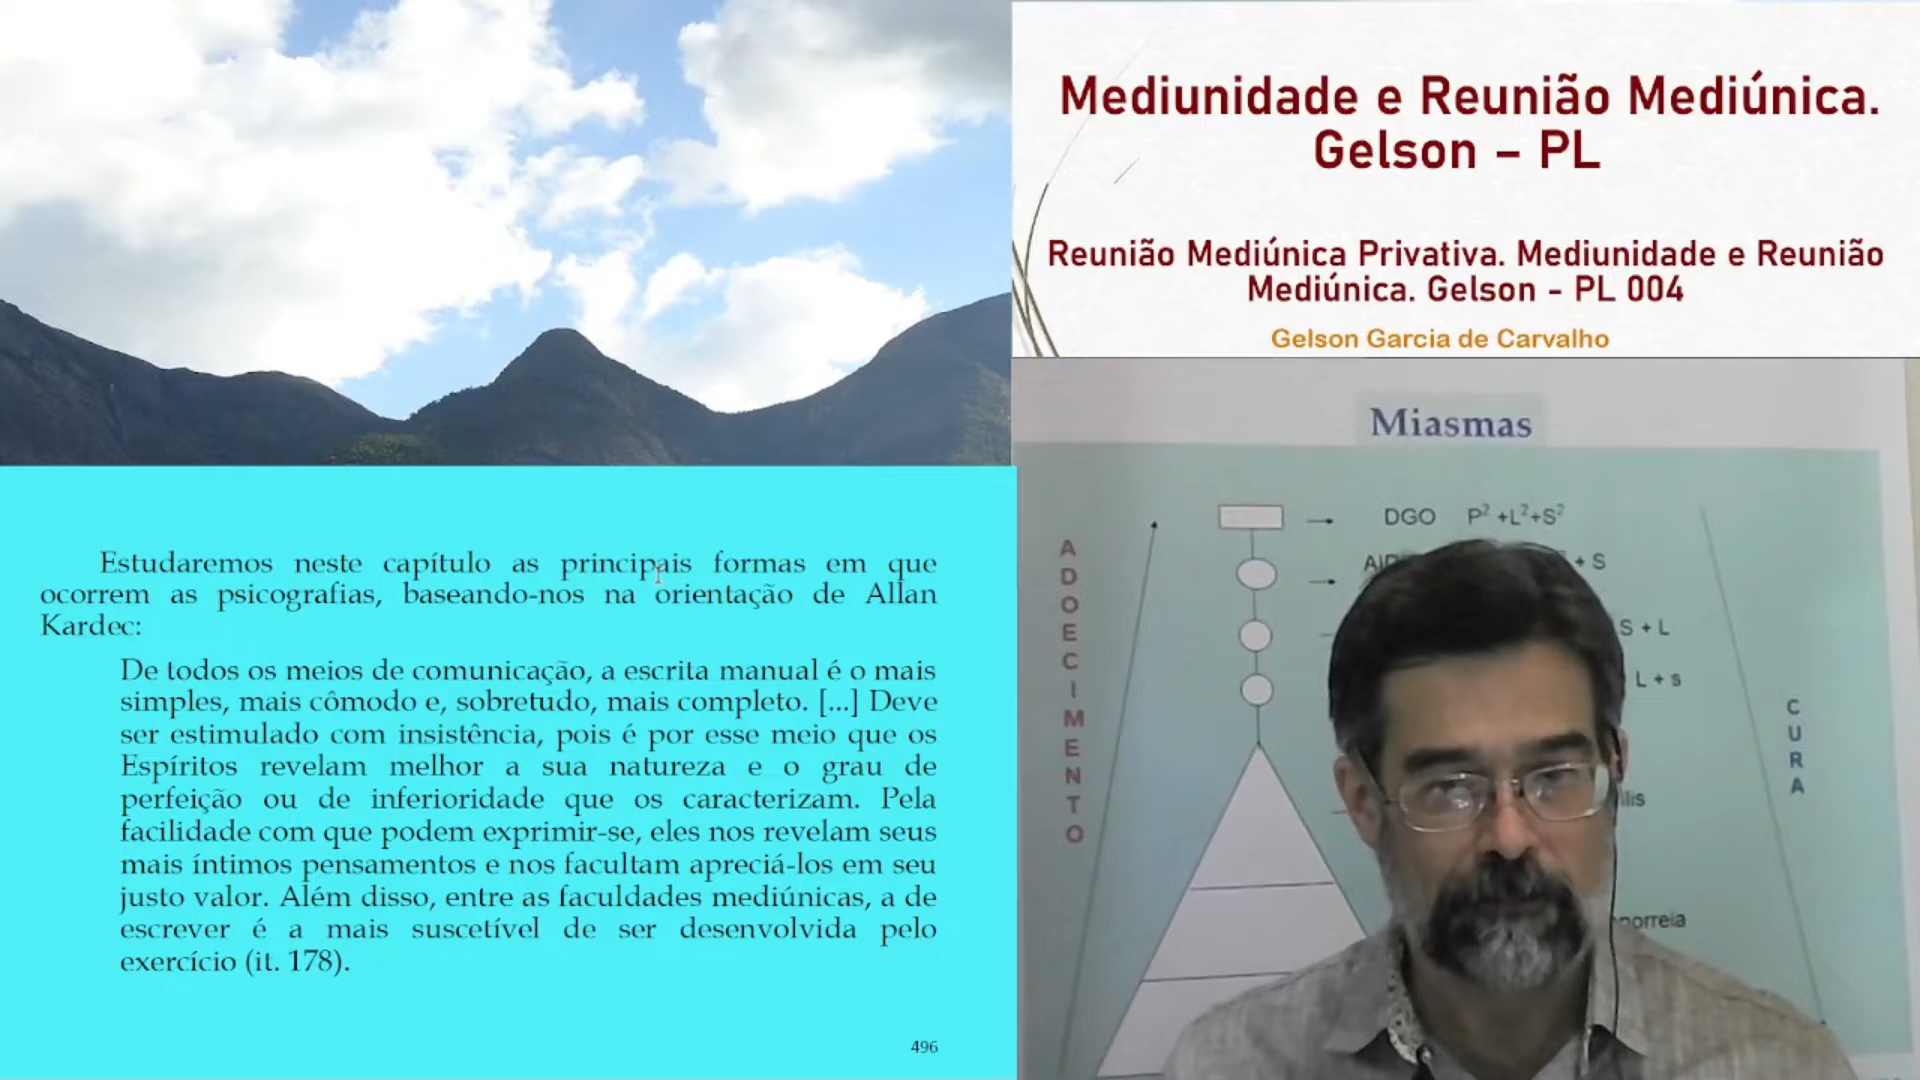 Mediunidade e Reunião Mediúnica.
Gelson – PL
Reunião Mediúnica Privativa. Mediunidade e Reunião
Mediúnica. Gelson - PL 004
Gelson Garcia de Carvalho
Estudaremos neste capítulo as principais formas em que
ocorrem as psicografias, baseando-nos na orientação de Allan
Kardec:
De todos os meios de comunicação, a escrita manual é o mais
simples, mais cômodo e, sobretudo, mais completo. [...] Deve
ser estimulado com insistência, pois é por esse meio que os
Espíritos revelam melhor a sua natureza e o grau de
perfeição ou de inferioridade que os caracterizam. Pela
facilidade com que podem exprimir-se, eles nos revelam seus
mais íntimos pensamentos e nos facultam apreciá-los em seu
justo valor. Além disso, entre as faculdades mediúnicas, a de
escrever é a mais suscetível de ser desenvolvida pelo
exercício (it. 178).
496
Miasmas
DGO P² +L²+S²
+ S
S + L
L + s
ADOECIMENTO
CURA